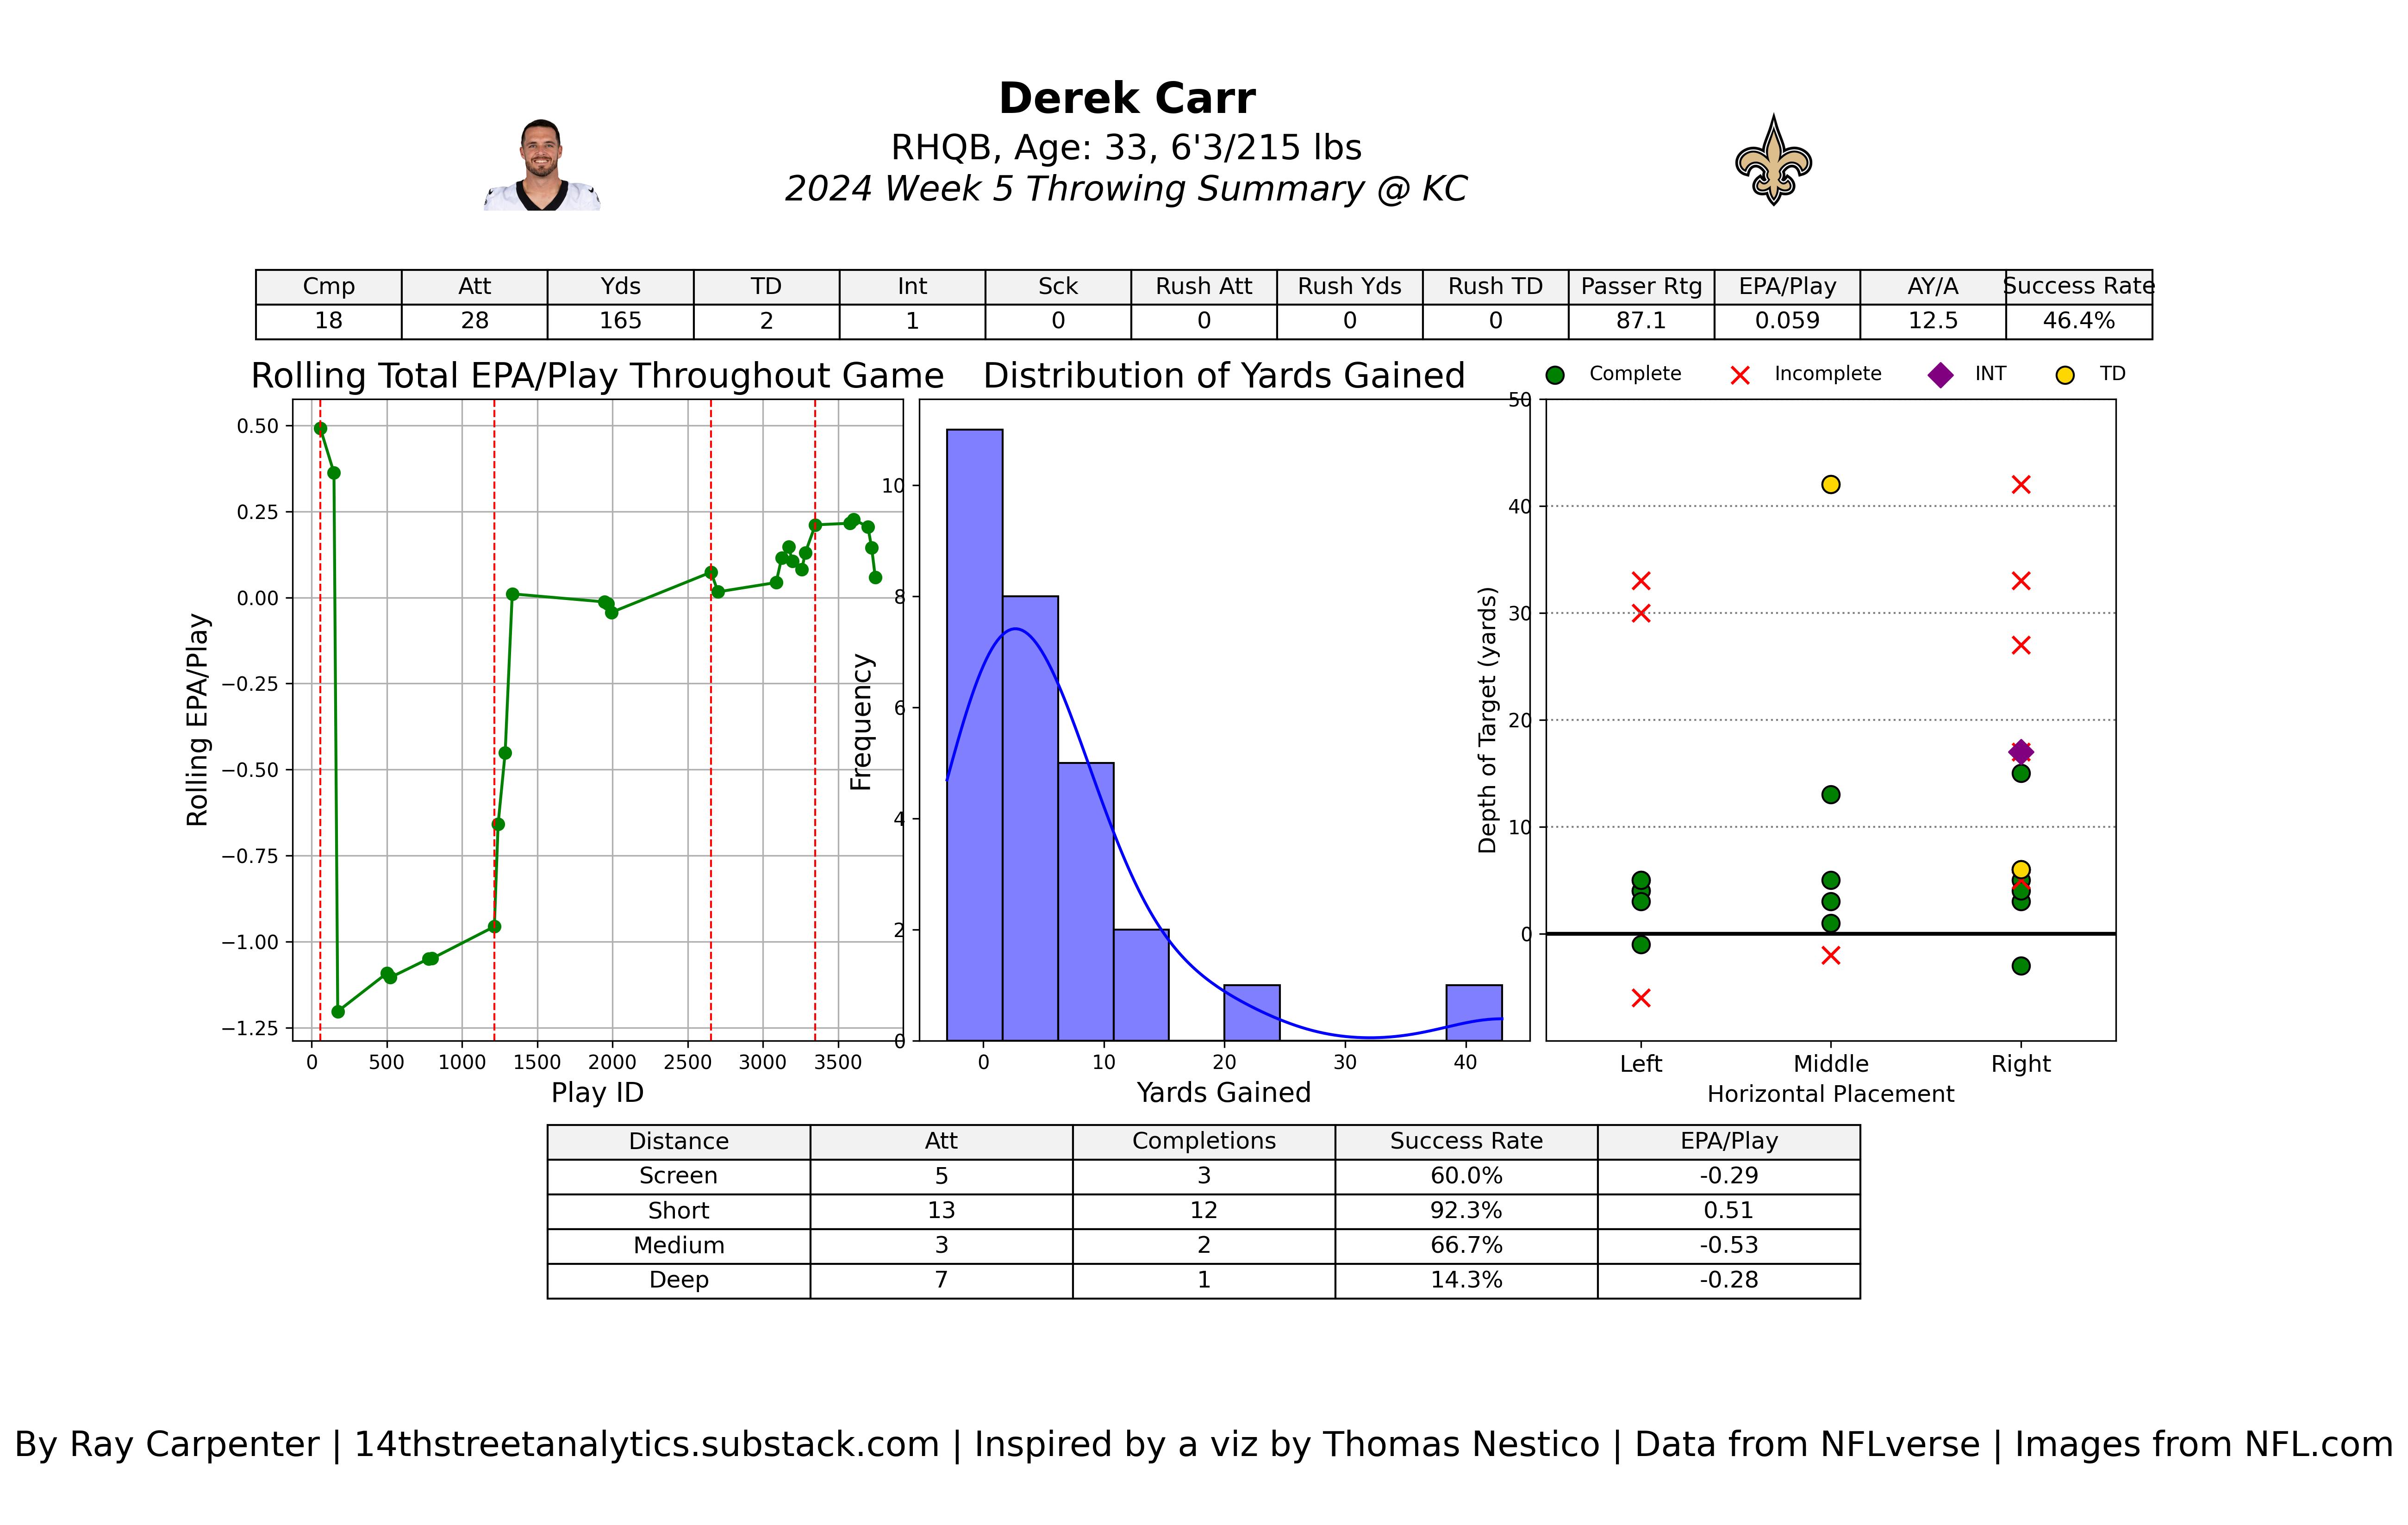 Derek Carr
RHQB, Age: 33, 6'3/215 lbs
2024 Week 5 Throwing Summary @ KC
Cmp Att Yds TD Int Sck Rush Att Rush Yds Rush TD Passer Rtg EPA/Play AY/A Success Rate
18 28 165 2 1 0 0 0 0 87.1 0.059 12.5 46.4%
Rolling Total EPA/Play Throughout Game
Rolling EPA/Play
0.50
0.25
0.00
−0.25
−0.50
−0.75
−1.00
−1.25
0 500 1000 1500 2000 2500 3000 3500
Play ID
Distribution of Yards Gained
Frequency
10
8
6
4
2
0
0 10 20 30 40
Yards Gained
Complete Incomplete INT TD
Depth of Target (yards)
50
40
30
20
10
0
Left Middle Right
Horizontal Placement
Distance Att Completions Success Rate EPA/Play
Screen 5 3 60.0% -0.29
Short 13 12 92.3% 0.51
Medium 3 2 66.7% -0.53
Deep 7 1 14.3% -0.28
By Ray Carpenter | 14thstreetanalytics.substack.com | Inspired by a viz by Thomas Nestico | Data from NFLverse | Images from NFL.com